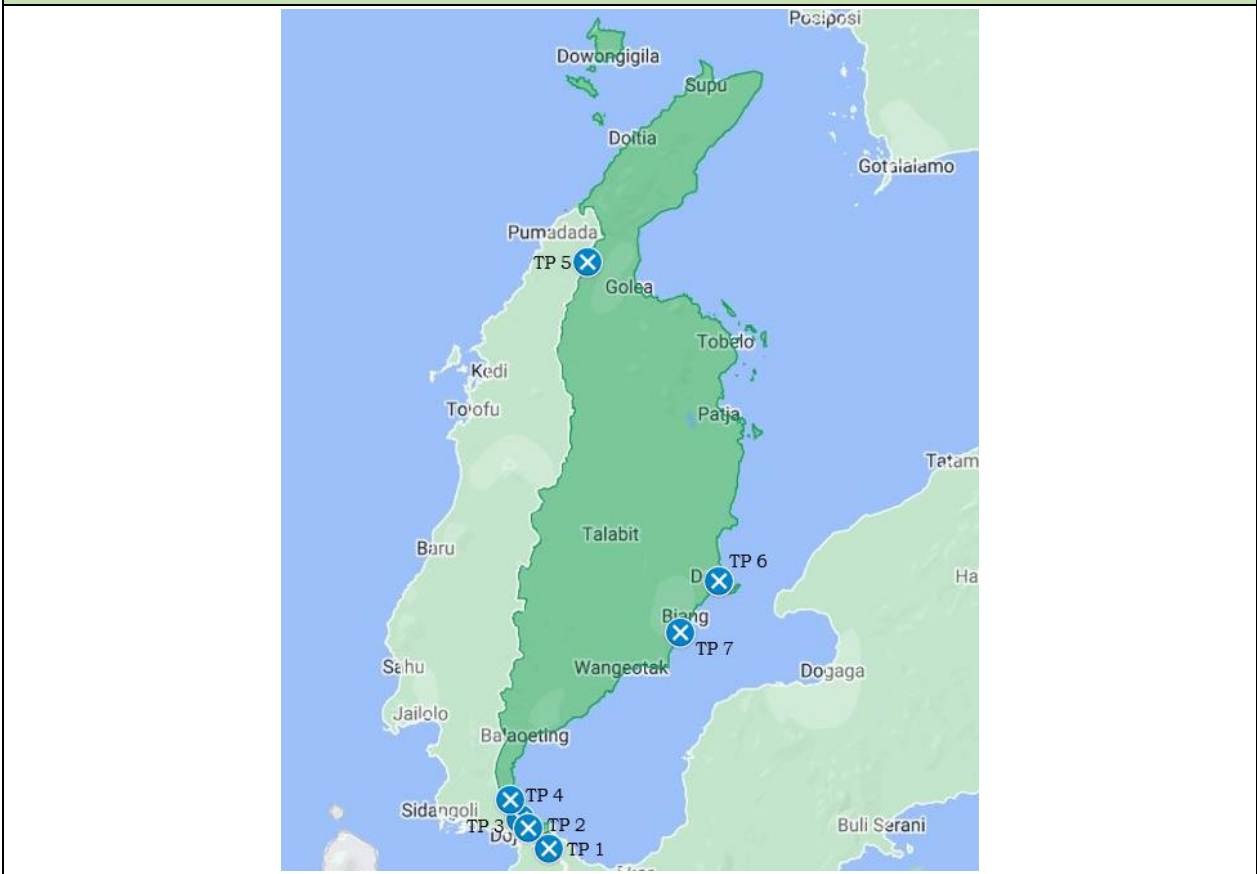 Posiposi
Dowongigila
Supu
Doitia
Gotalalamo
Pumadada
TP 5
Golea
Tobelo
Kedi
Tolofu
Patja
Tatam
Talabit
Baru
TP 6
D
Ha
Biang
TP 7
Sahu
Wangeotak
Dogaga
Jailolo
Balaoeting
TP 4
Sidangoli
TP 3
TP 2
Buli Serani
Do
TP 1